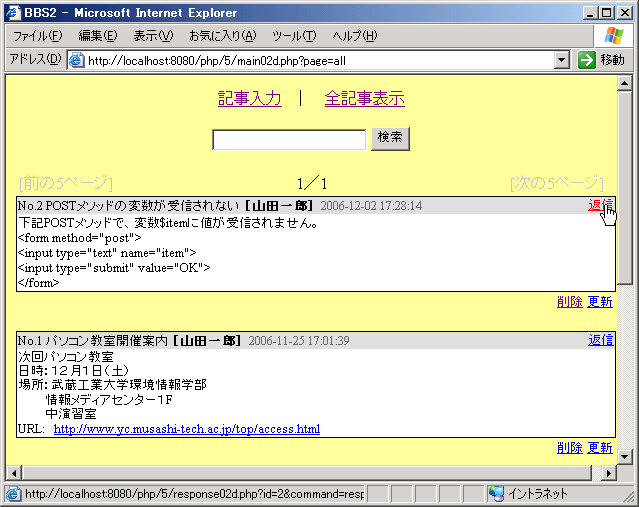 BBS2 - Microsoft Internet Explorer
ファイル(F) 編集(E) 表示(V) お気に入り(A) ツール(T) ヘルプ(H)
アドレス(D) http://localhost:8080/php/5/main02d.php?page=all 移動
記事入力 | 全記事表示
検索
[前の5ページ] 1／1 [次の5ページ]
No.2 POSTメソッドの変数が受信されない [山田一郎] 2006-12-02 17:28:14 返信
下記POSTメソッドで、変数$itemに値が受信されません。
<form method="post">
<input type="text" name="item">
<input type="submit" value="OK">
</form>
削除 更新
No.1 パソコン教室開催案内 [山田一郎] 2006-11-25 17:01:39 返信
次回パソコン教室
日時：１２月１日（土）
場所：武蔵工業大学環境情報学部
情報メディアセンター１F
中演習室
URL: http://www.yc.musashi-tech.ac.jp/top/access.html
削除 更新
http://localhost:8080/php/5/response02d.php?id=2&command=resp イントラネット